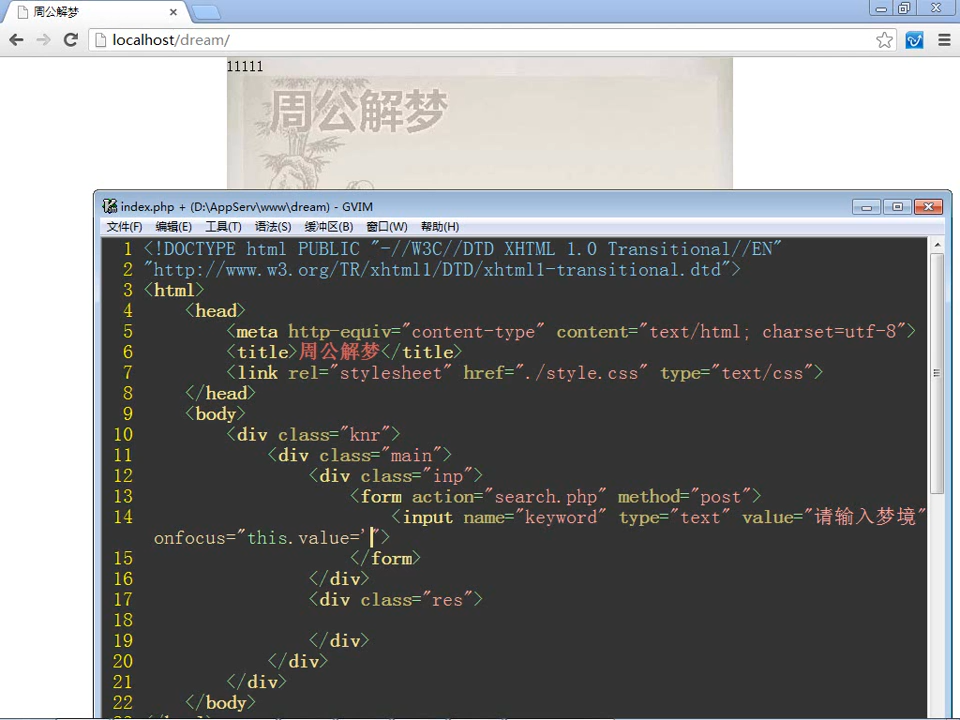 周公解梦
localhost/dream/
11111
周公解梦
index.php + (D:\AppServ\www\dream) - GVIM
文件(F) 编辑(E) 工具(T) 语法(S) 缓冲区(B) 窗口(W) 帮助(H)
1 <!DOCTYPE html PUBLIC "-//W3C//DTD XHTML 1.0 Transitional//EN"
2 "http://www.w3.org/TR/xhtml1/DTD/xhtml1-transitional.dtd">
3 <html>
4 <head>
5 <meta http-equiv="content-type" content="text/html; charset=utf-8">
6 <title>周公解梦</title>
7 <link rel="stylesheet" href="./style.css" type="text/css">
8 </head>
9 <body>
10 <div class="knr">
11 <div class="main">
12 <div class="inp">
13 <form action="search.php" method="post">
14 <input name="keyword" type="text" value="请输入梦境"
onfocus="this.value='">
15 </form>
16 </div>
17 <div class="res">
18
19 </div>
20 </div>
21 </div>
22 </body>